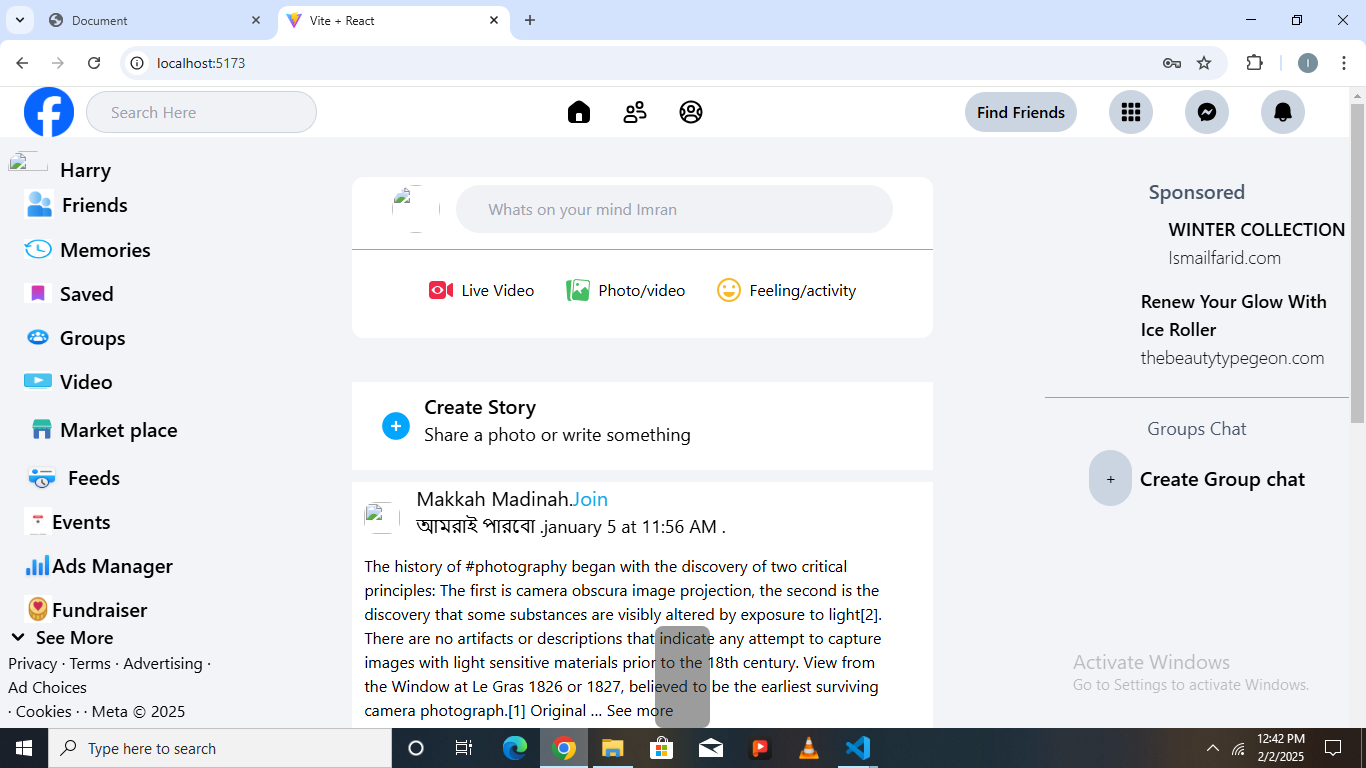 Document
Vite + React
localhost:5173
I
Search Here
Find Friends
Harry
Friends
Memories
Saved
Groups
Video
Market place
Feeds
Events
Ads Manager
Fundraiser
See More
Privacy · Terms · Advertising ·
Ad Choices
· Cookies · · Meta © 2025
Whats on your mind Imran
Live Video
Photo/video
Feeling/activity
Create Story
Share a photo or write something
Makkah Madinah.Join
আমরাই পারবো .january 5 at 11:56 AM .
The history of #photography began with the discovery of two critical
principles: The first is camera obscura image projection, the second is the
discovery that some substances are visibly altered by exposure to light[2].
There are no artifacts or descriptions that indicate any attempt to capture
images with light sensitive materials prior to the 18th century. View from
the Window at Le Gras 1826 or 1827, believed to be the earliest surviving
camera photograph.[1] Original ... See more
Sponsored
WINTER COLLECTION
Ismailfarid.com
Renew Your Glow With
Ice Roller
thebeautytypegeon.com
Groups Chat
+ Create Group chat
Activate Windows
Go to Settings to activate Windows.
Type here to search
12:42 PM
2/2/2025